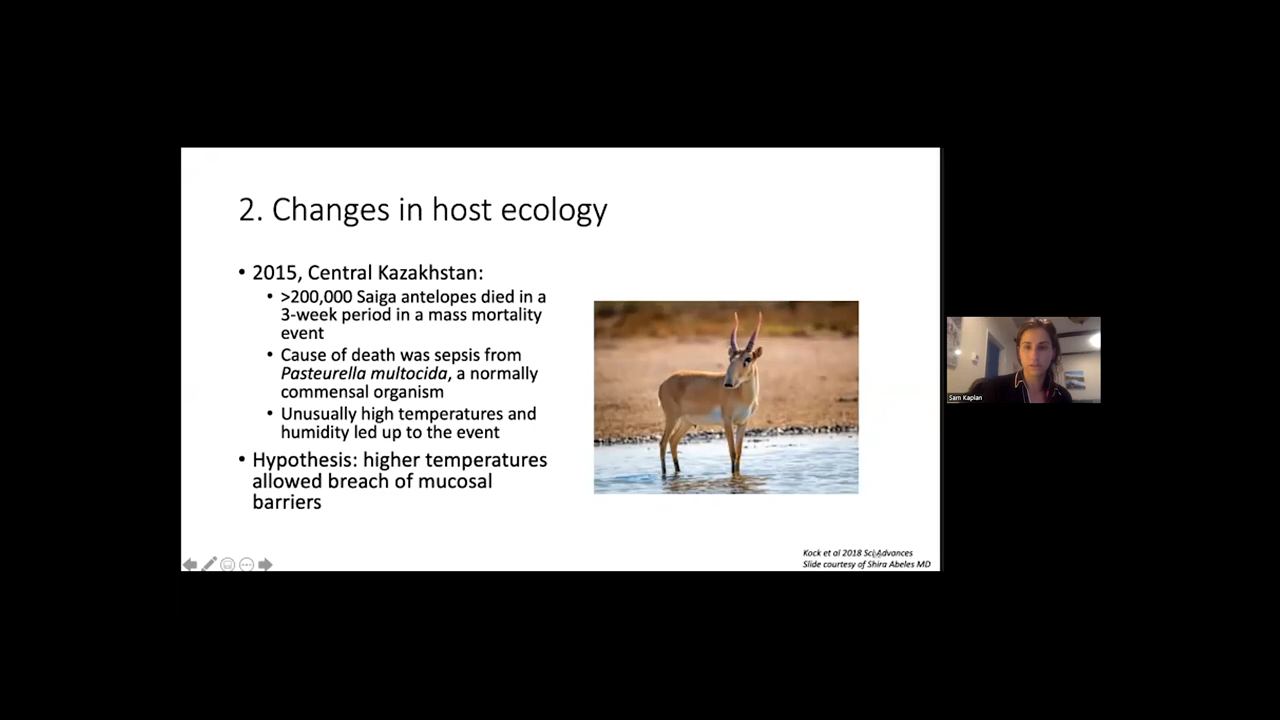 2. Changes in host ecology
• 2015, Central Kazakhstan:
• >200,000 Saiga antelopes died in a
3-week period in a mass mortality
event
• Cause of death was sepsis from
Pasteurella multocida, a normally
commensal organism
• Unusually high temperatures and
humidity led up to the event
• Hypothesis: higher temperatures
allowed breach of mucosal
barriers
Sam Kaplan
Kock et al 2018 Sci Advances
Slide courtesy of Shira Abeles MD